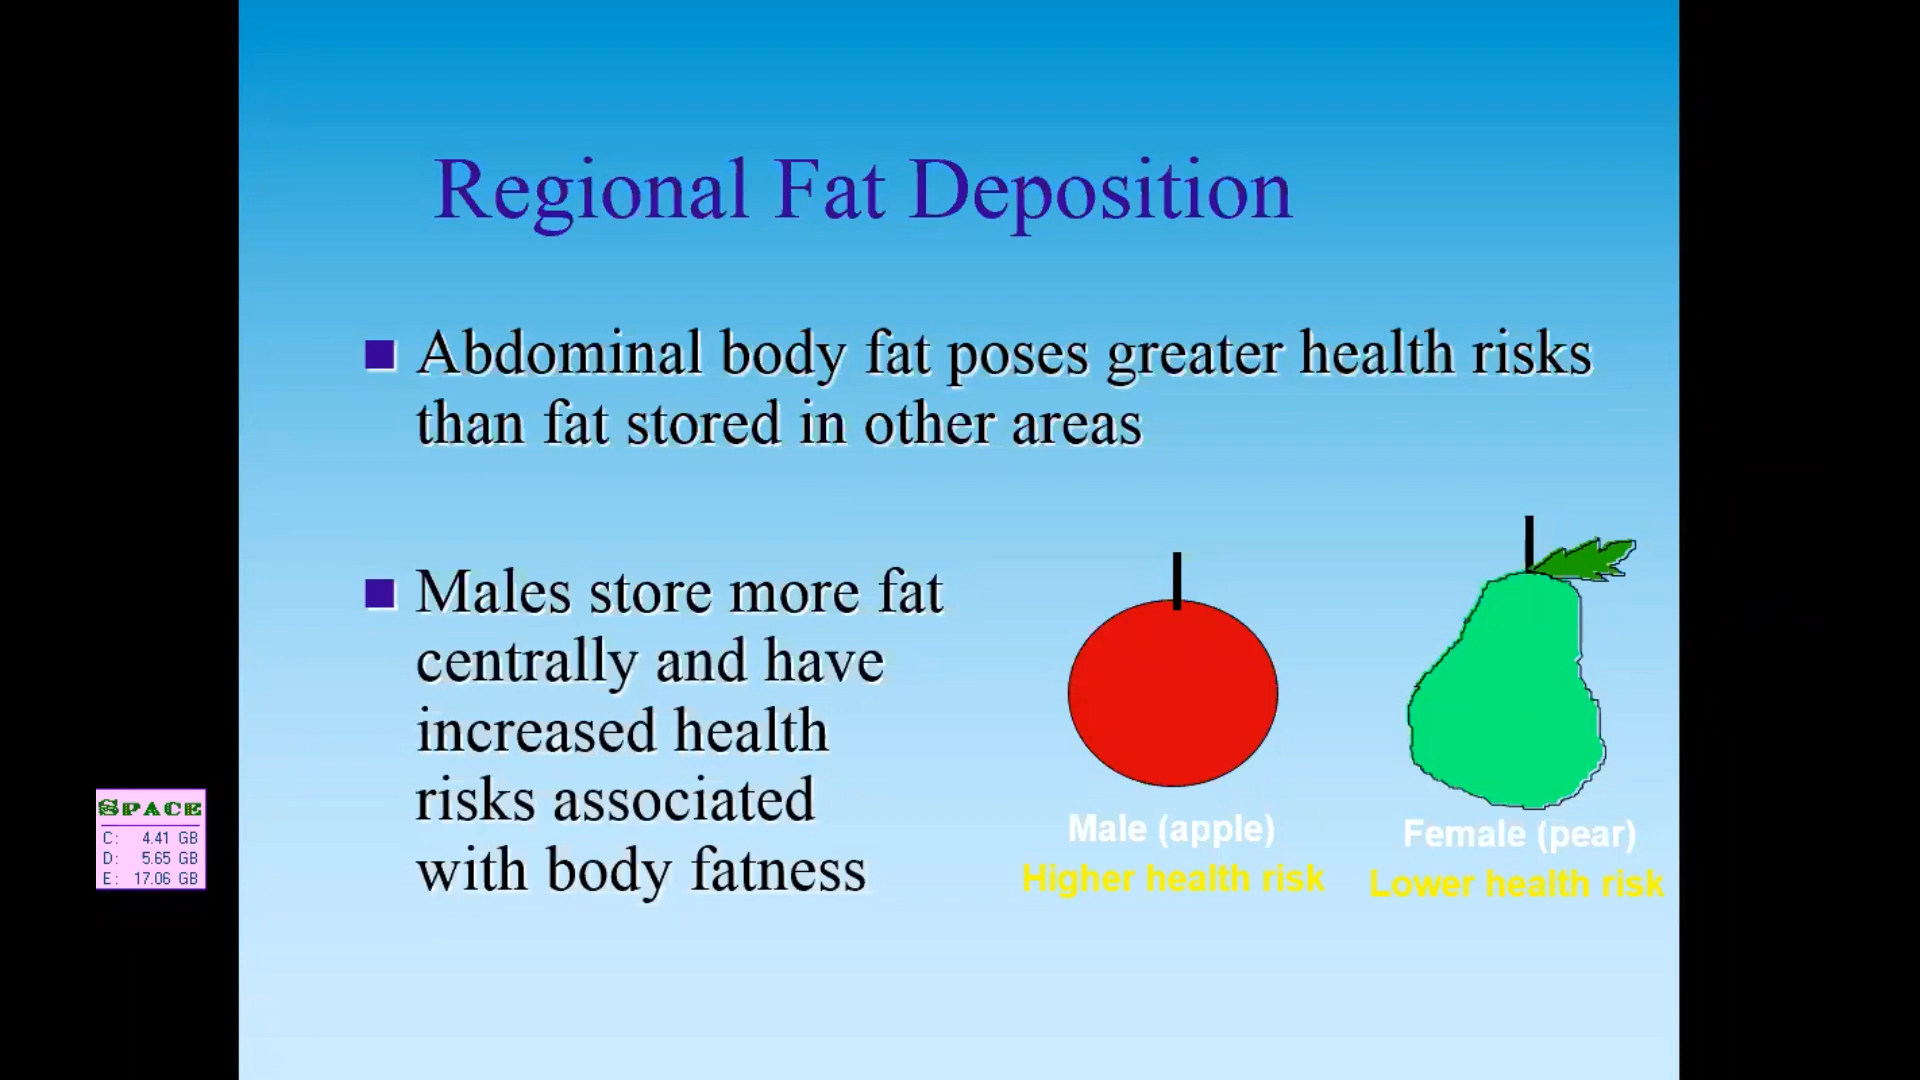 Regional Fat Deposition
Abdominal body fat poses greater health risks
than fat stored in other areas
Males store more fat
centrally and have
increased health
risks associated
with body fatness
Male (apple)
Higher health risk
Female (pear)
Lower health risk
SPACE
C: 4.41 GB
D: 5.65 GB
E: 17.06 GB